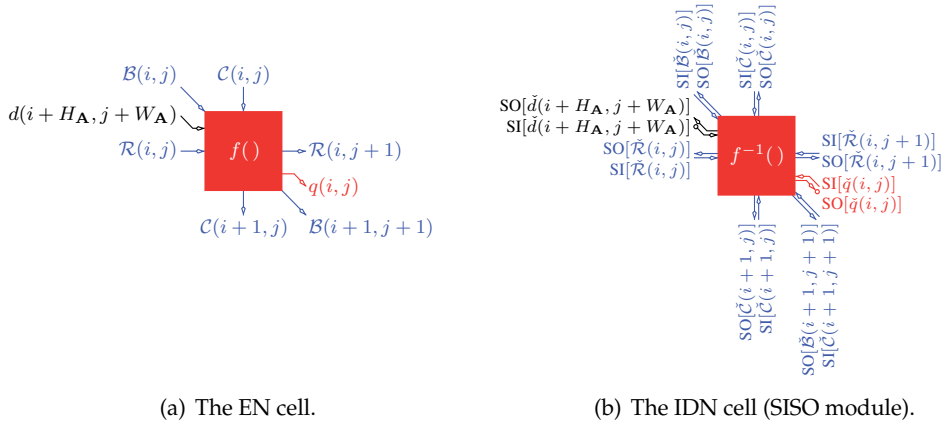 B(i, j)
C(i, j)
d(i + H_A, j + W_A)
R(i, j)
f()
R(i, j + 1)
q(i, j)
C(i + 1, j)
B(i + 1, j + 1)
(a) The EN cell.
SI[B̌(i, j)]
SO[B̌(i, j)]
SI[Č(i, j)]
SO[Č(i, j)]
SO[ď(i + H_A, j + W_A)]
SI[ď(i + H_A, j + W_A)]
SO[Ř(i, j)]
SI[Ř(i, j)]
f⁻¹()
SI[Ř(i, j + 1)]
SO[Ř(i, j + 1)]
SI[q̌(i, j)]
SO[q̌(i, j)]
SO[Č(i + 1, j)]
SI[Č(i + 1, j)]
SO[B̌(i + 1, j + 1)]
SI[Č(i + 1, j + 1)]
(b) The IDN cell (SISO module).